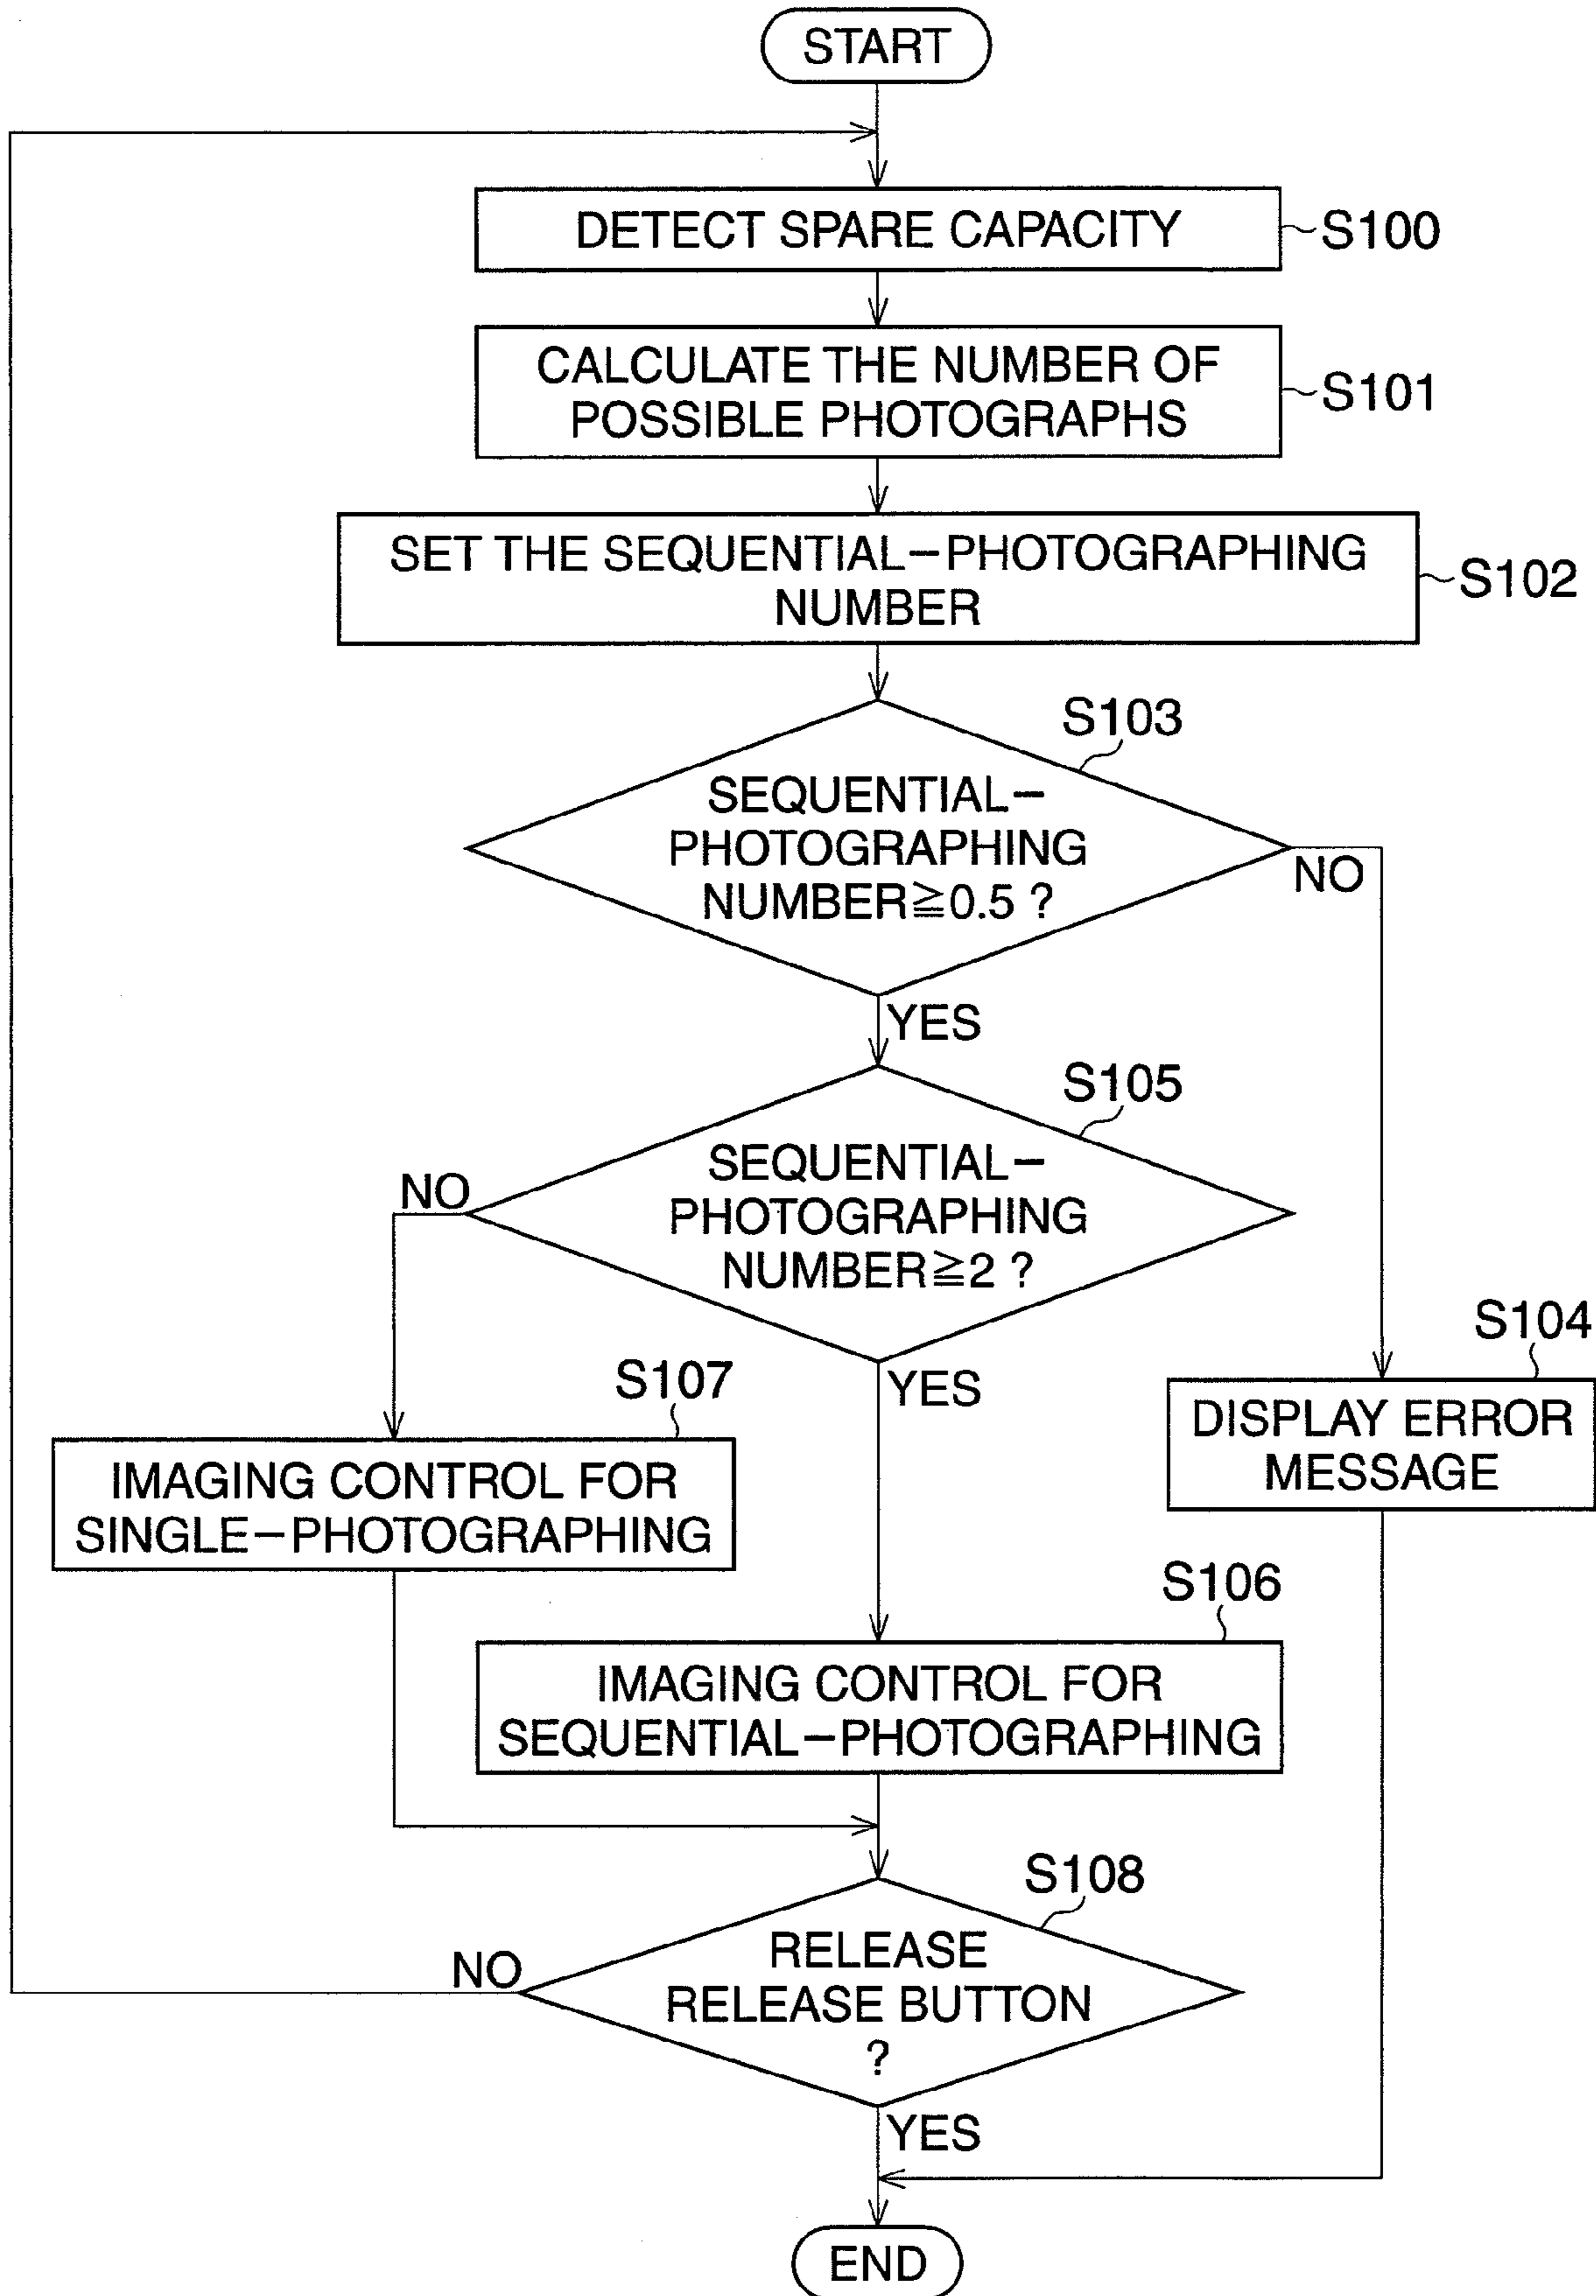 START
DETECT SPARE CAPACITY
S100
CALCULATE THE NUMBER OF
POSSIBLE PHOTOGRAPHS
S101
SET THE SEQUENTIAL-PHOTOGRAPHING
NUMBER
S102
S103
SEQUENTIAL-
PHOTOGRAPHING
NUMBER≧0.5 ?
NO
YES
S105
SEQUENTIAL-
PHOTOGRAPHING
NUMBER≧2 ?
NO
YES
S104
DISPLAY ERROR
MESSAGE
S107
IMAGING CONTROL FOR
SINGLE-PHOTOGRAPHING
S106
IMAGING CONTROL FOR
SEQUENTIAL-PHOTOGRAPHING
S108
RELEASE
RELEASE BUTTON
?
NO
YES
END